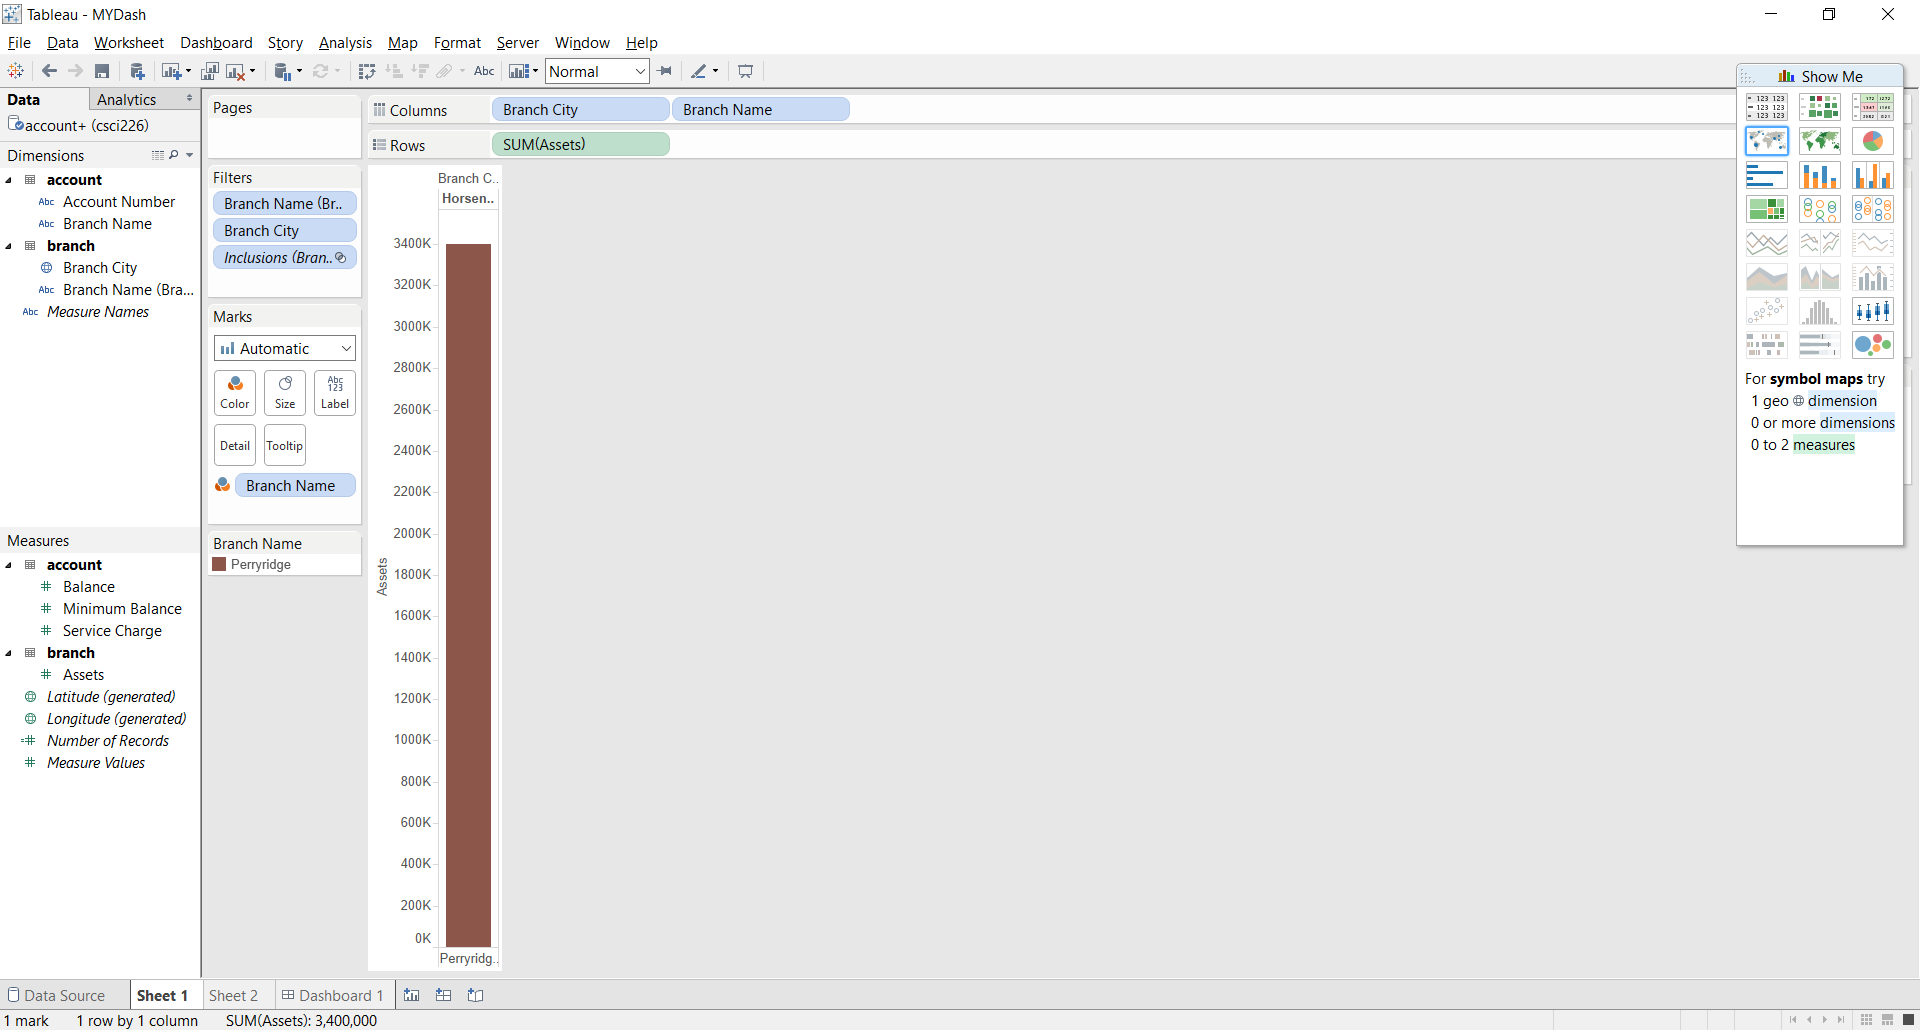 Tableau - MYDash
File Data Worksheet Dashboard Story Analysis Map Format Server Window Help
Abc Normal
Show Me
Data Analytics
account+ (csci226)
Dimensions
account
Abc Account Number
Abc Branch Name
branch
Branch City
Abc Branch Name (Bra...
Abc Measure Names
Measures
account
Balance
Minimum Balance
Service Charge
branch
Assets
Latitude (generated)
Longitude (generated)
Number of Records
Measure Values
Pages
Filters
Branch Name (Br..
Branch City
Inclusions (Bran..
Marks
Automatic
Color Size Abc 123 Label
Detail Tooltip
Branch Name
Branch Name
Perryridge
Columns Branch City Branch Name
Rows SUM(Assets)
Branch C..
Horsen..
3400K
3200K
3000K
2800K
2600K
2400K
2200K
2000K
1800K
1600K
1400K
1200K
1000K
800K
600K
400K
200K
0K
Assets
Perryridg..
For symbol maps try
1 geo dimension
0 or more dimensions
0 to 2 measures
Data Source Sheet 1 Sheet 2 Dashboard 1
1 mark 1 row by 1 column SUM(Assets): 3,400,000